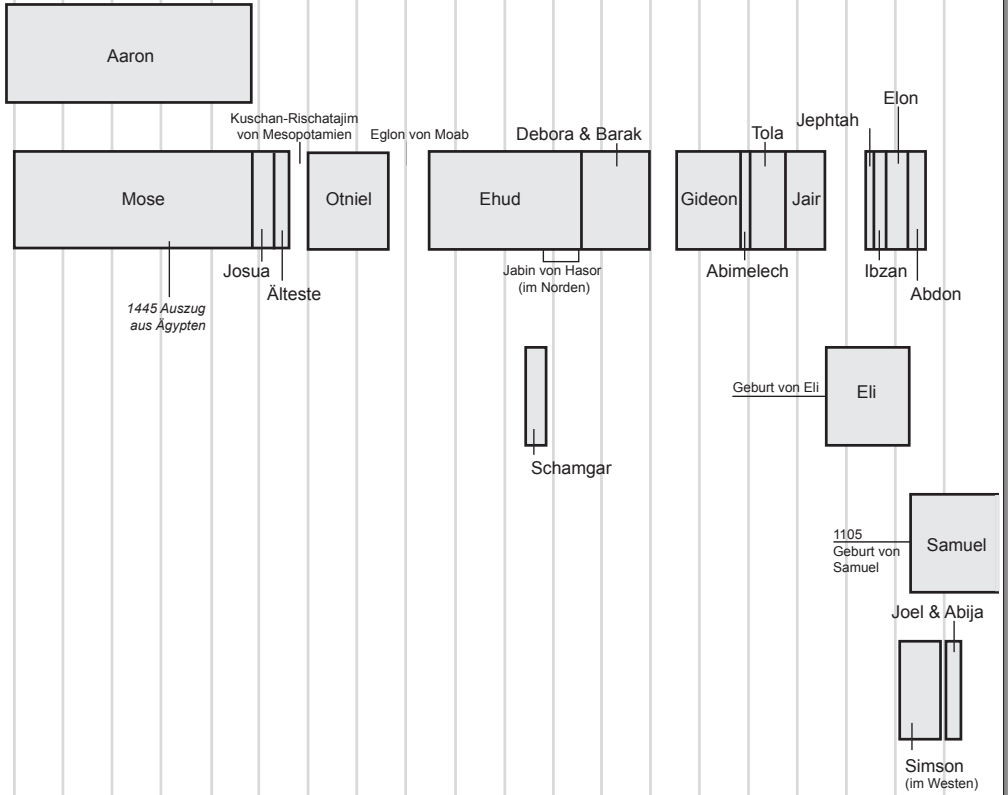 Aaron
Kuschan-Rischatajim
von Mesopotamien
Eglon von Moab
Debora & Barak
Tola
Jephtah
Elon
Mose
Otniel
Ehud
Gideon
Jair
Josua
Älteste
1445 Auszug
aus Ägypten
Jabin von Hasor
(im Norden)
Abimelech
Ibzan
Abdon
Geburt von Eli
Eli
Schamgar
1105
Geburt von
Samuel
Samuel
Joel & Abija
Simson
(im Westen)